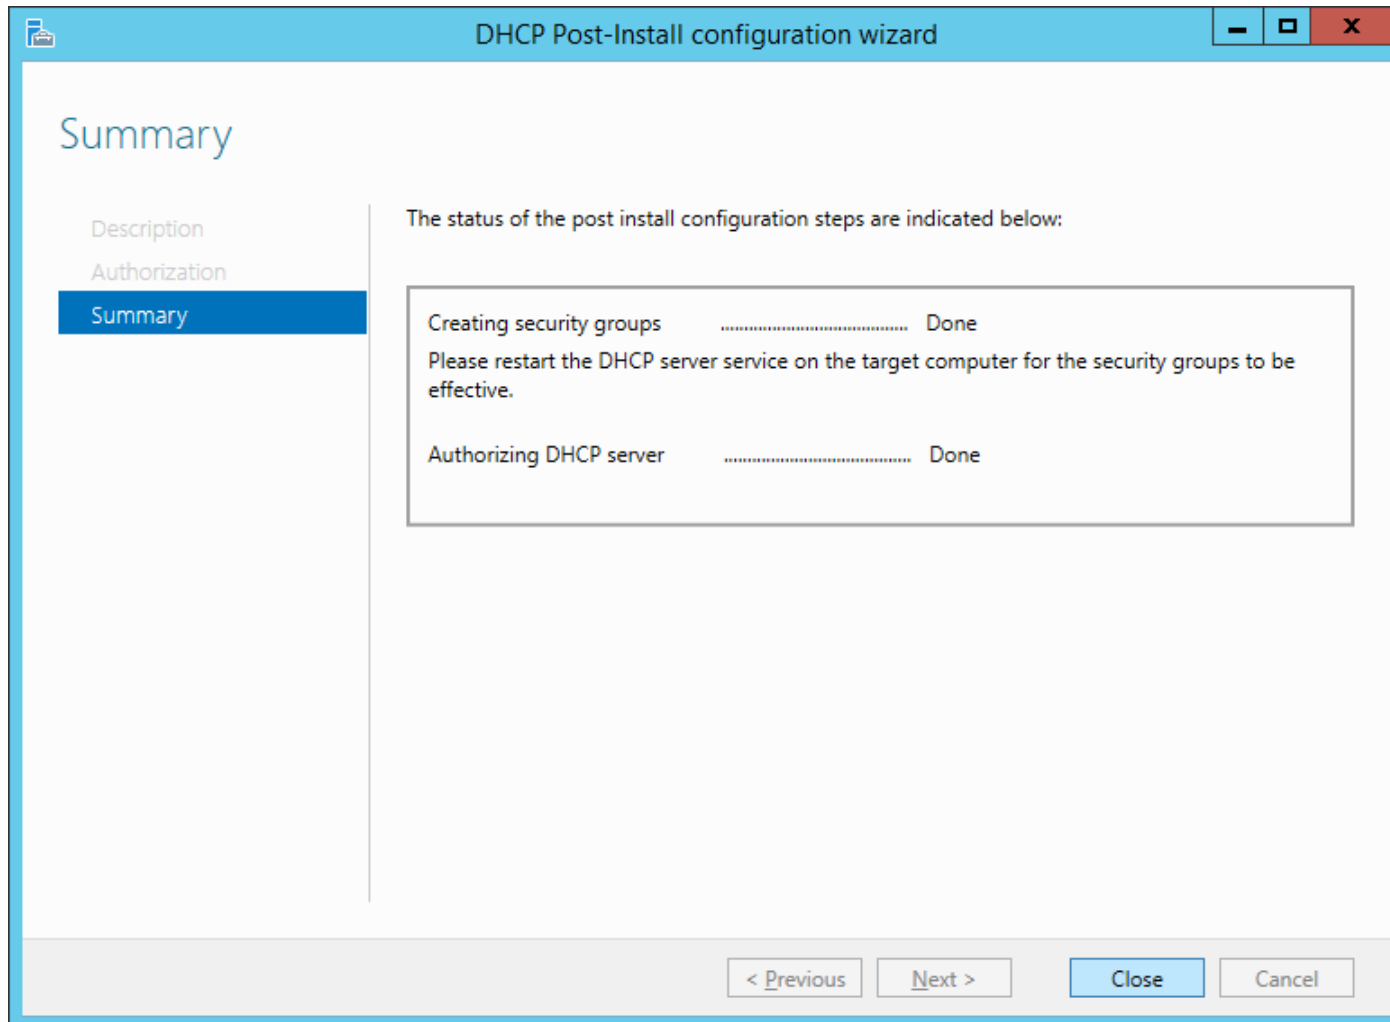 DHCP Post-Install configuration wizard
Summary
Description
Authorization
Summary
The status of the post install configuration steps are indicated below:
Creating security groups ........................................ Done
Please restart the DHCP server service on the target computer for the security groups to be
effective.
Authorizing DHCP server ........................................ Done
< Previous
Next >
Close
Cancel